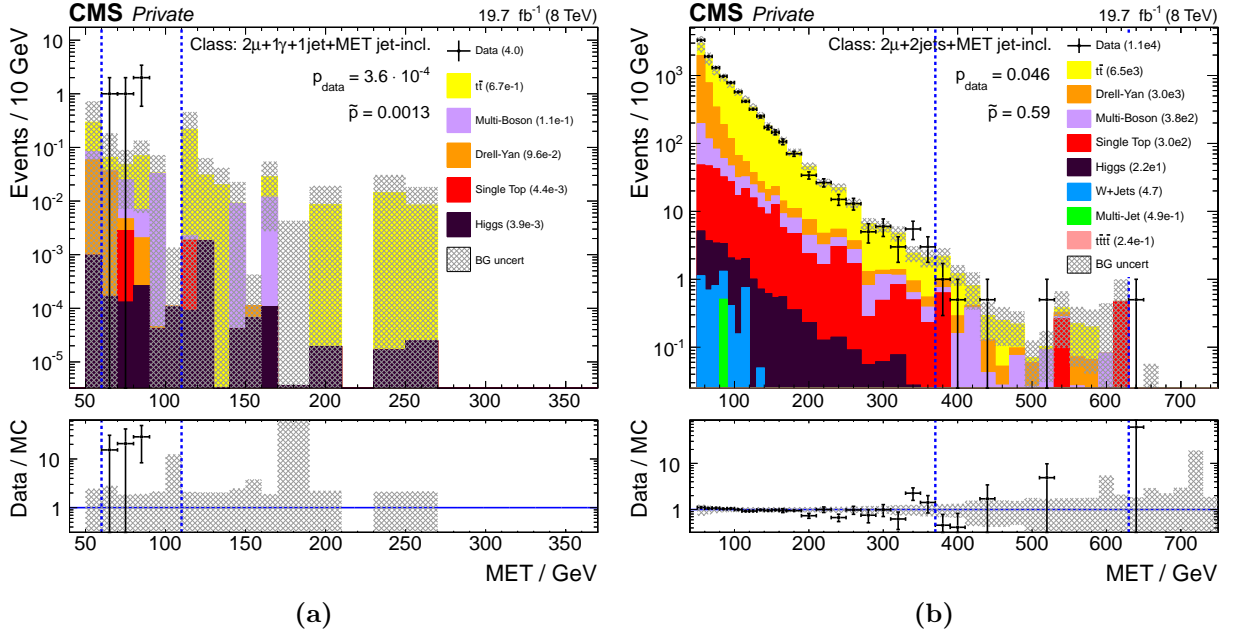 CMS Private 19.7 fb⁻¹ (8 TeV)
Class: 2μ+1γ+1jet+MET jet-incl.
p_data = 3.6 · 10⁻⁴
p̃ = 0.0013
Data (4.0)
tt̄ (6.7e-1)
Multi-Boson (1.1e-1)
Drell-Yan (9.6e-2)
Single Top (4.4e-3)
Higgs (3.9e-3)
BG uncert
Events / 10 GeV
10
1
10⁻¹
10⁻²
10⁻³
10⁻⁴
10⁻⁵
50 100 150 200 250 300 350
Data / MC
10
1
50 100 150 200 250 300 350
MET / GeV
(a)
CMS Private 19.7 fb⁻¹ (8 TeV)
Class: 2μ+2jets+MET jet-incl.
p_data = 0.046
p̃ = 0.59
Data (1.1e4)
tt̄ (6.5e3)
Drell-Yan (3.0e3)
Multi-Boson (3.8e2)
Single Top (3.0e2)
Higgs (2.2e1)
W+Jets (4.7)
Multi-Jet (4.9e-1)
tt̄tt̄ (2.4e-1)
BG uncert
Events / 10 GeV
10³
10²
10
1
10⁻¹
100 200 300 400 500 600 700
Data / MC
10
1
100 200 300 400 500 600 700
MET / GeV
(b)